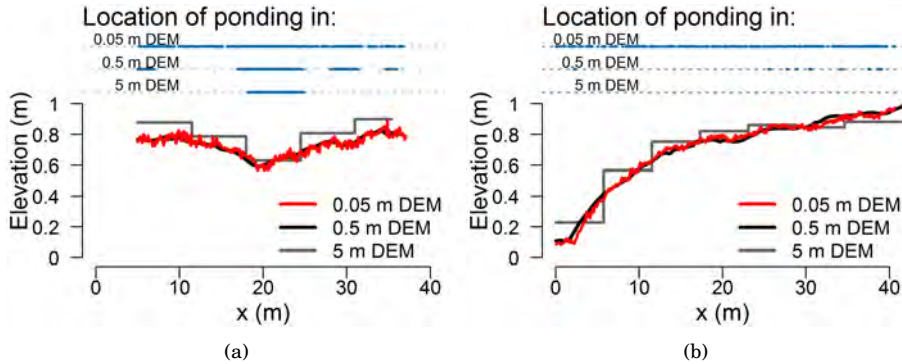 Location of ponding in:
0.05 m DEM
0.5 m DEM
5 m DEM
Elevation (m)
1
0.8
0.6
0.4
0.2
0
0.05 m DEM
0.5 m DEM
5 m DEM
0 10 20 30 40
x (m)
(a)
Location of ponding in:
0.05 m DEM
0.5 m DEM
5 m DEM
Elevation (m)
1
0.8
0.6
0.4
0.2
0
0.05 m DEM
0.5 m DEM
5 m DEM
0 10 20 30 40
x (m)
(b)